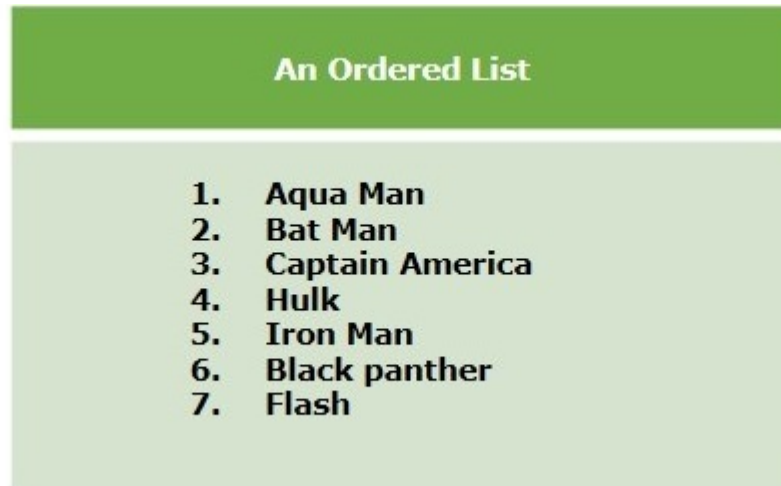 An Ordered List
1. Aqua Man
2. Bat Man
3. Captain America
4. Hulk
5. Iron Man
6. Black panther
7. Flash